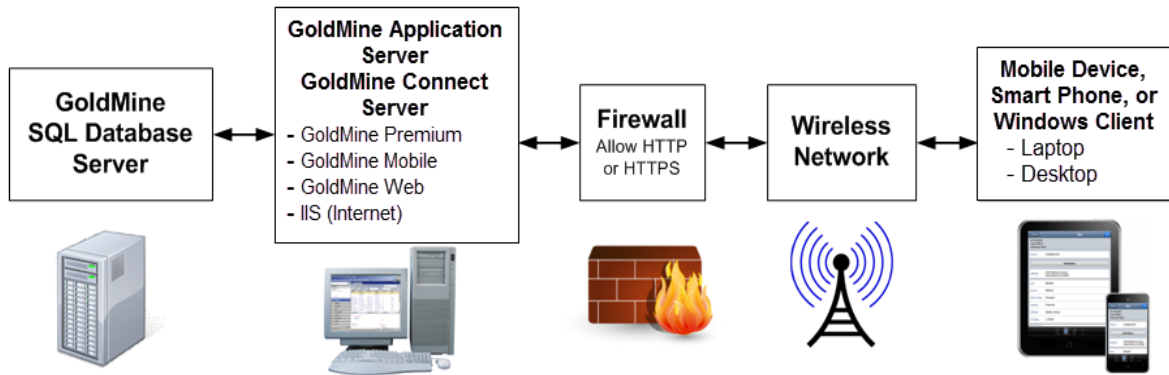 GoldMine
SQL Database
Server
GoldMine Application
Server
GoldMine Connect
Server
- GoldMine Premium
- GoldMine Mobile
- GoldMine Web
- IIS (Internet)
Firewall
Allow HTTP
or HTTPS
Wireless
Network
Mobile Device,
Smart Phone, or
Windows Client
- Laptop
- Desktop